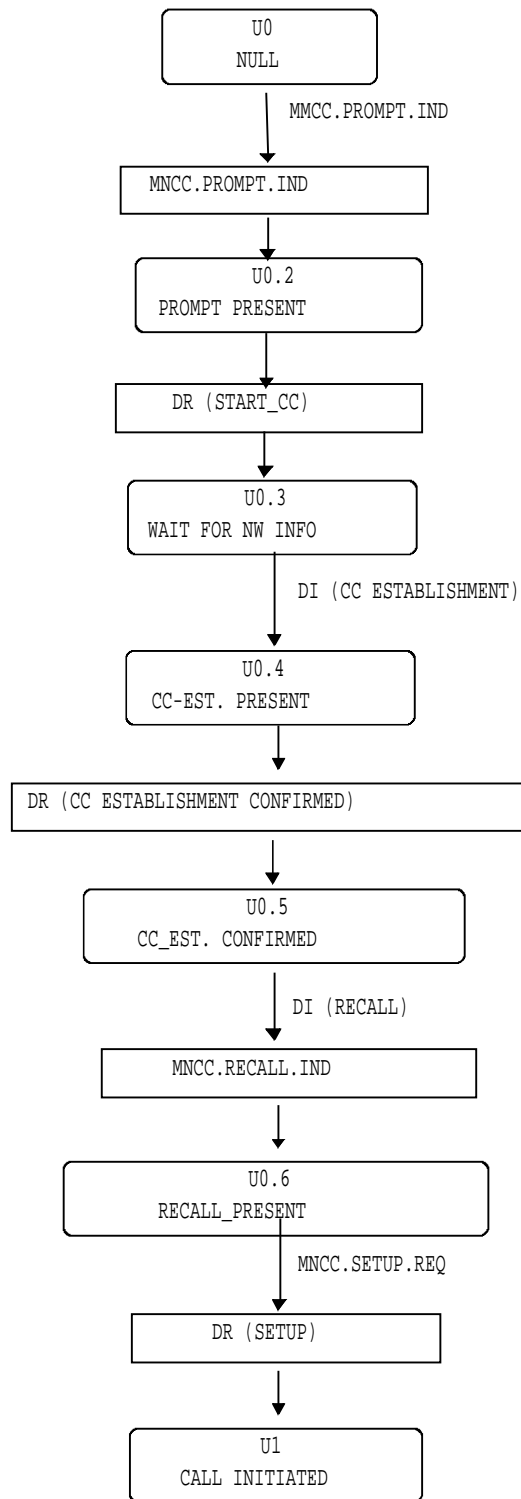 U0
NULL
MMCC.PROMPT.IND
MNCC.PROMPT.IND
U0.2
PROMPT PRESENT
DR (START_CC)
U0.3
WAIT FOR NW INFO
DI (CC ESTABLISHMENT)
U0.4
CC-EST. PRESENT
DR (CC ESTABLISHMENT CONFIRMED)
U0.5
CC_EST. CONFIRMED
DI (RECALL)
MNCC.RECALL.IND
U0.6
RECALL_PRESENT
MNCC.SETUP.REQ
DR (SETUP)
U1
CALL INITIATED